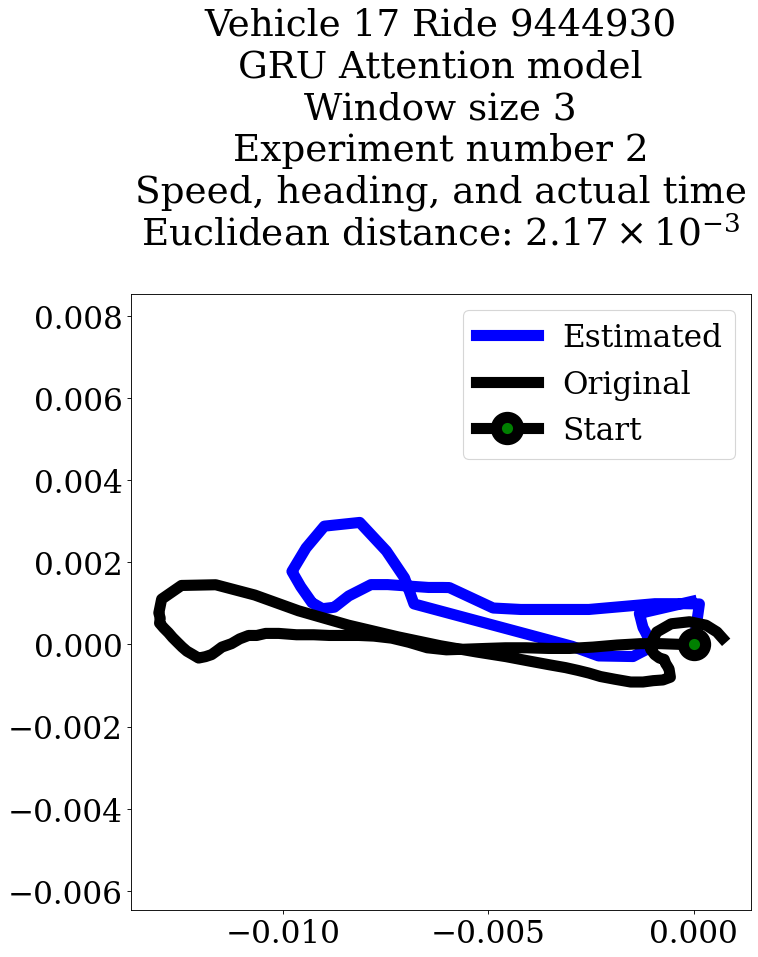 Vehicle 17 Ride 9444930
GRU Attention model
Window size 3
Experiment number 2
Speed, heading, and actual time
Euclidean distance: 2.17 × 10⁻³
Estimated
Original
Start
0.008
0.006
0.004
0.002
0.000
−0.002
−0.004
−0.006
−0.010
−0.005
0.000